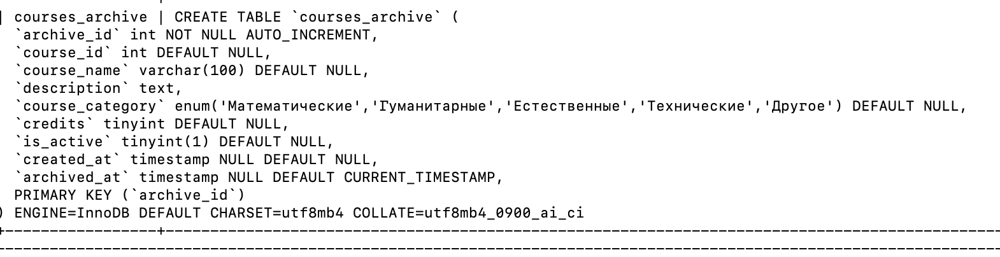 | courses_archive | CREATE TABLE `courses_archive` (
`archive_id` int NOT NULL AUTO_INCREMENT,
`course_id` int DEFAULT NULL,
`course_name` varchar(100) DEFAULT NULL,
`description` text,
`course_category` enum('Математические','Гуманитарные','Естественные','Технические','Другое') DEFAULT NULL,
`credits` tinyint DEFAULT NULL,
`is_active` tinyint(1) DEFAULT NULL,
`created_at` timestamp NULL DEFAULT NULL,
`archived_at` timestamp NULL DEFAULT CURRENT_TIMESTAMP,
PRIMARY KEY (`archive_id`)
) ENGINE=InnoDB DEFAULT CHARSET=utf8mb4 COLLATE=utf8mb4_0900_ai_ci